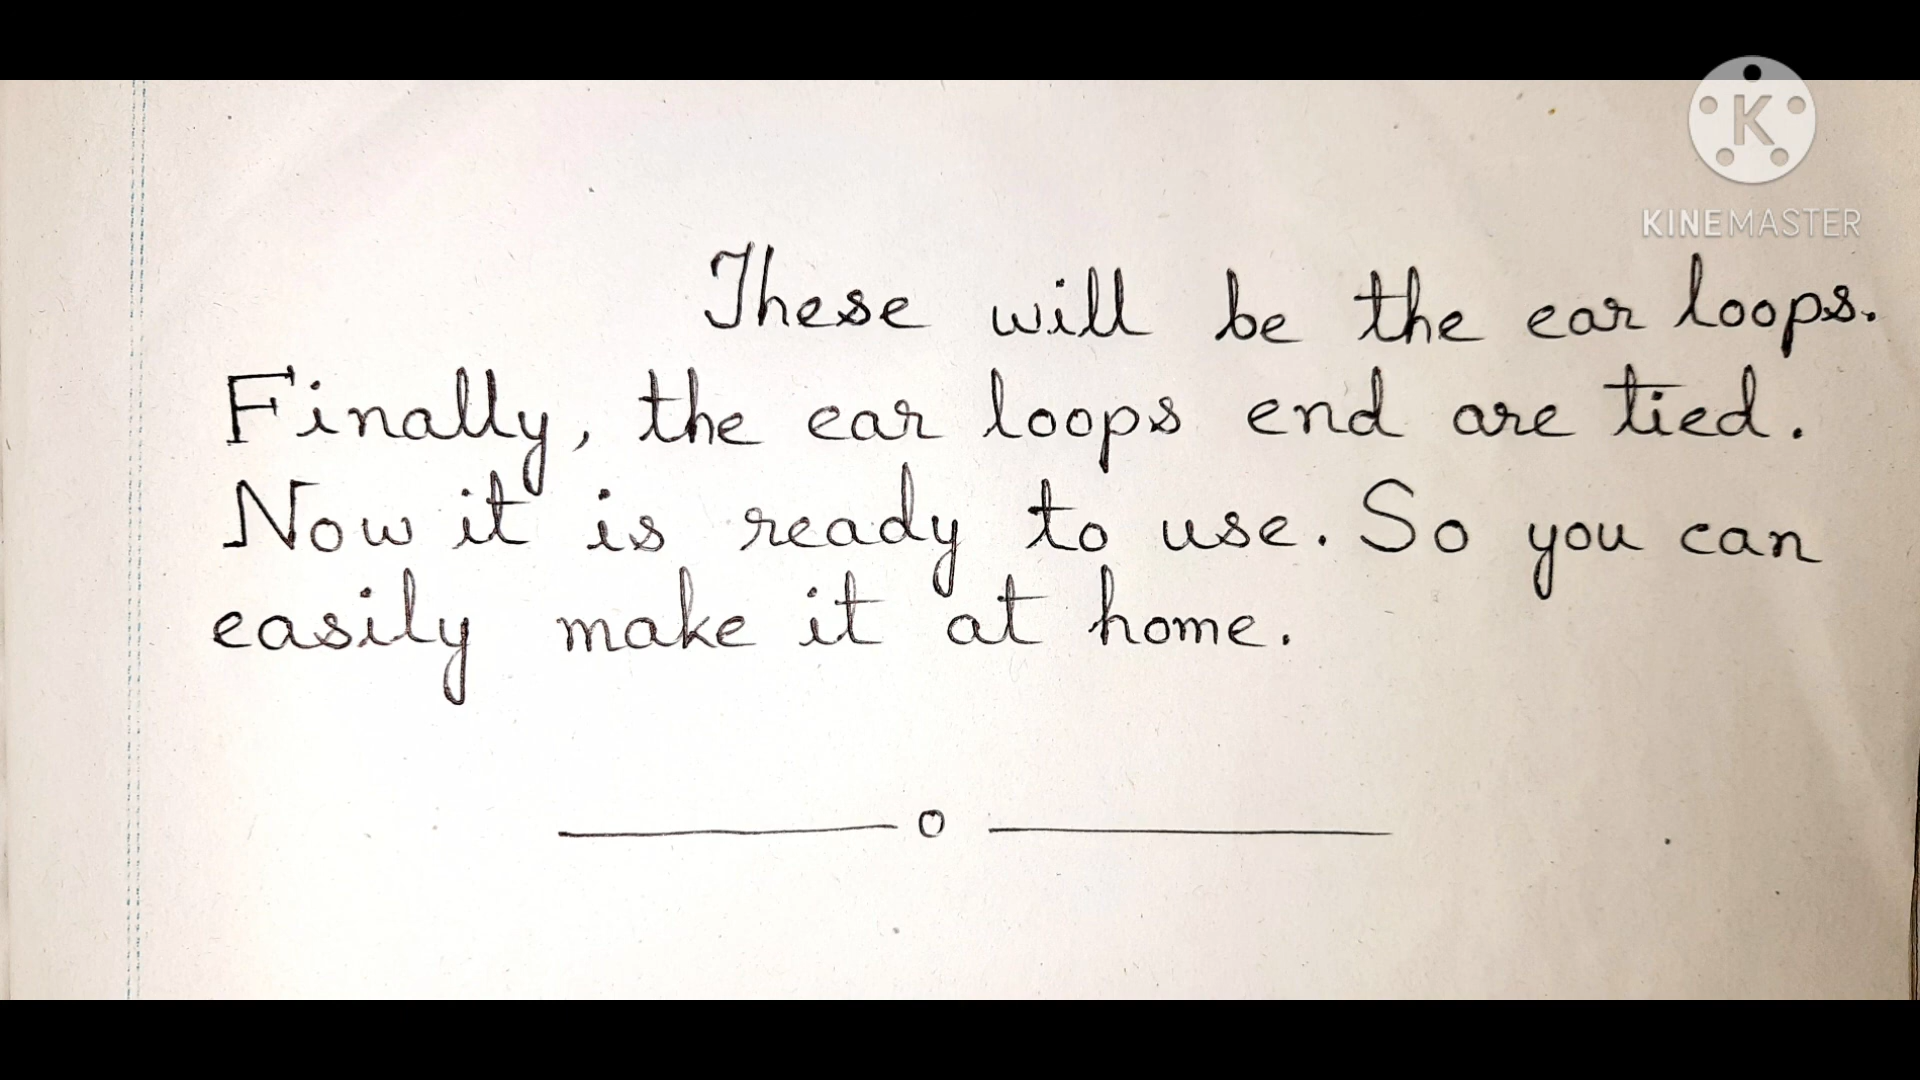 K
KINEMASTER
These will be the ear loops.
Finally, the ear loops end are tied.
Now it is ready to use. So you can
easily make it at home.